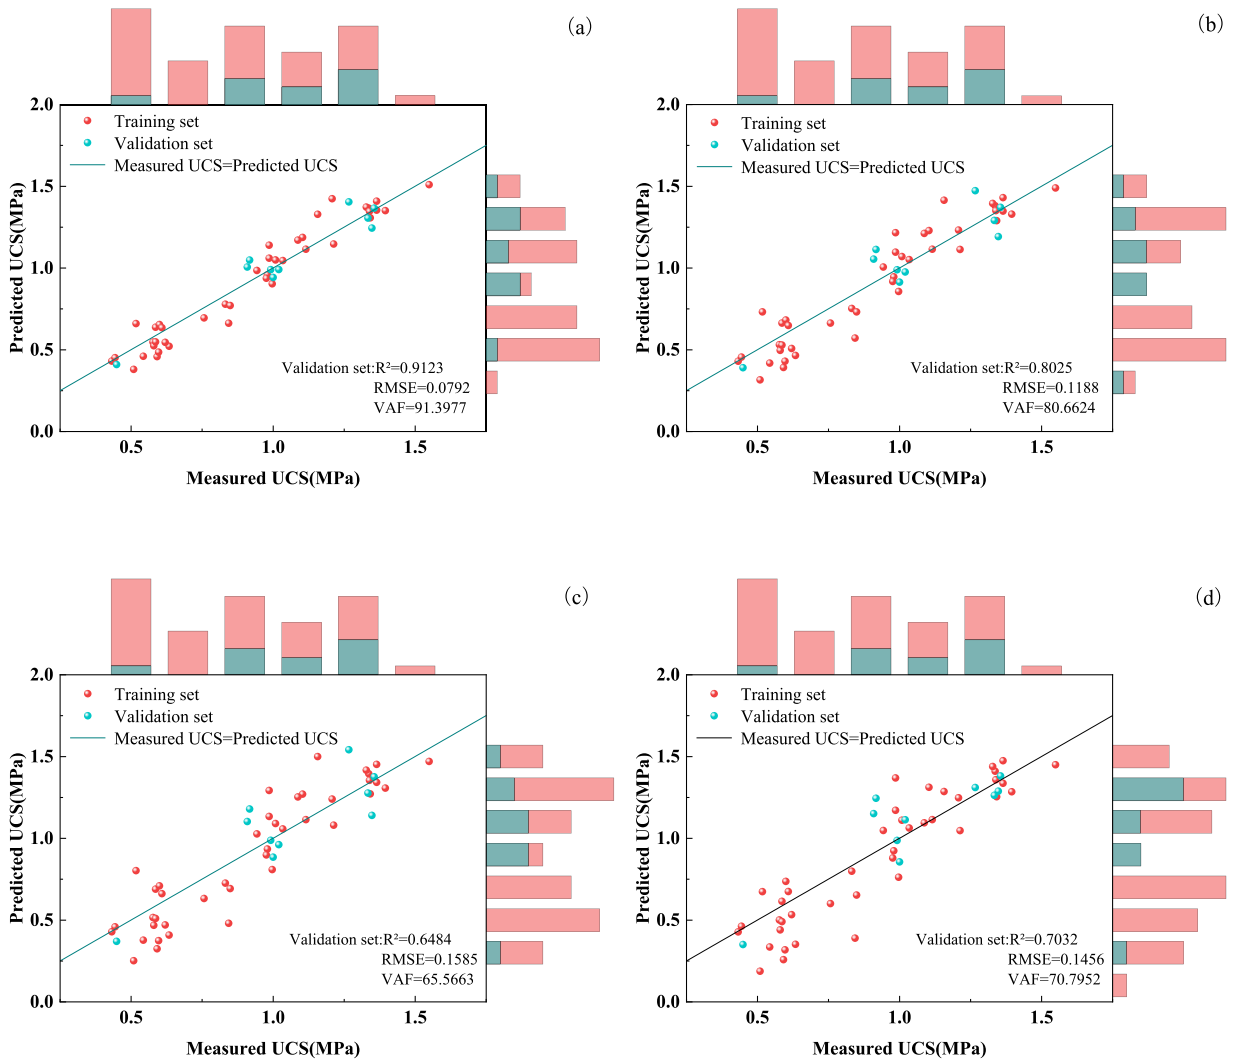 (a)
2.0
Training set
Validation set
Measured UCS=Predicted UCS
1.5
1.0
0.5
0.0
Predicted UCS(MPa)
Validation set:R²=0.9123
RMSE=0.0792
VAF=91.3977
0.5 1.0 1.5
Measured UCS(MPa)
(b)
2.0
Training set
Validation set
Measured UCS=Predicted UCS
1.5
1.0
0.5
0.0
Predicted UCS(MPa)
Validation set:R²=0.8025
RMSE=0.1188
VAF=80.6624
0.5 1.0 1.5
Measured UCS(MPa)
(c)
2.0
Training set
Validation set
Measured UCS=Predicted UCS
1.5
1.0
0.5
0.0
Predicted UCS(MPa)
Validation set:R²=0.6484
RMSE=0.1585
VAF=65.5663
0.5 1.0 1.5
Measured UCS(MPa)
(d)
2.0
Training set
Validation set
Measured UCS=Predicted UCS
1.5
1.0
0.5
0.0
Predicted UCS(MPa)
Validation set:R²=0.7032
RMSE=0.1456
VAF=70.7952
0.5 1.0 1.5
Measured UCS(MPa)